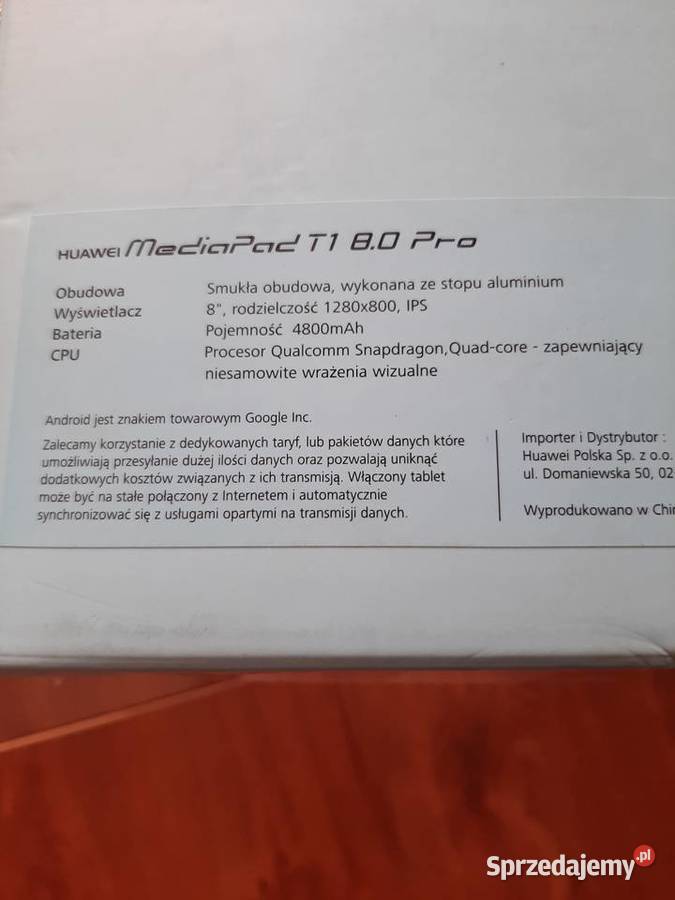 HUAWEI MediaPad T1 8.0 Pro
Obudowa Smukła obudowa, wykonana ze stopu aluminium
Wyświetlacz 8", rodzielczość 1280x800, IPS
Bateria Pojemność 4800mAh
CPU Procesor Qualcomm Snapdragon,Quad-core - zapewniający
niesamowite wrażenia wizualne
Android jest znakiem towarowym Google Inc.
Zalecamy korzystanie z dedykowanych taryf, lub pakietów danych które
umożliwiają przesyłanie dużej ilości danych oraz pozwalają uniknąć
dodatkowych kosztów związanych z ich transmisją. Włączony tablet
może być na stałe połączony z Internetem i automatycznie
synchronizować się z usługami opartymi na transmisji danych.
Importer i Dystrybutor :
Huawei Polska Sp. z o.o.
ul. Domaniewska 50, 02
Wyprodukowano w Chi
Sprzedajemy.pl